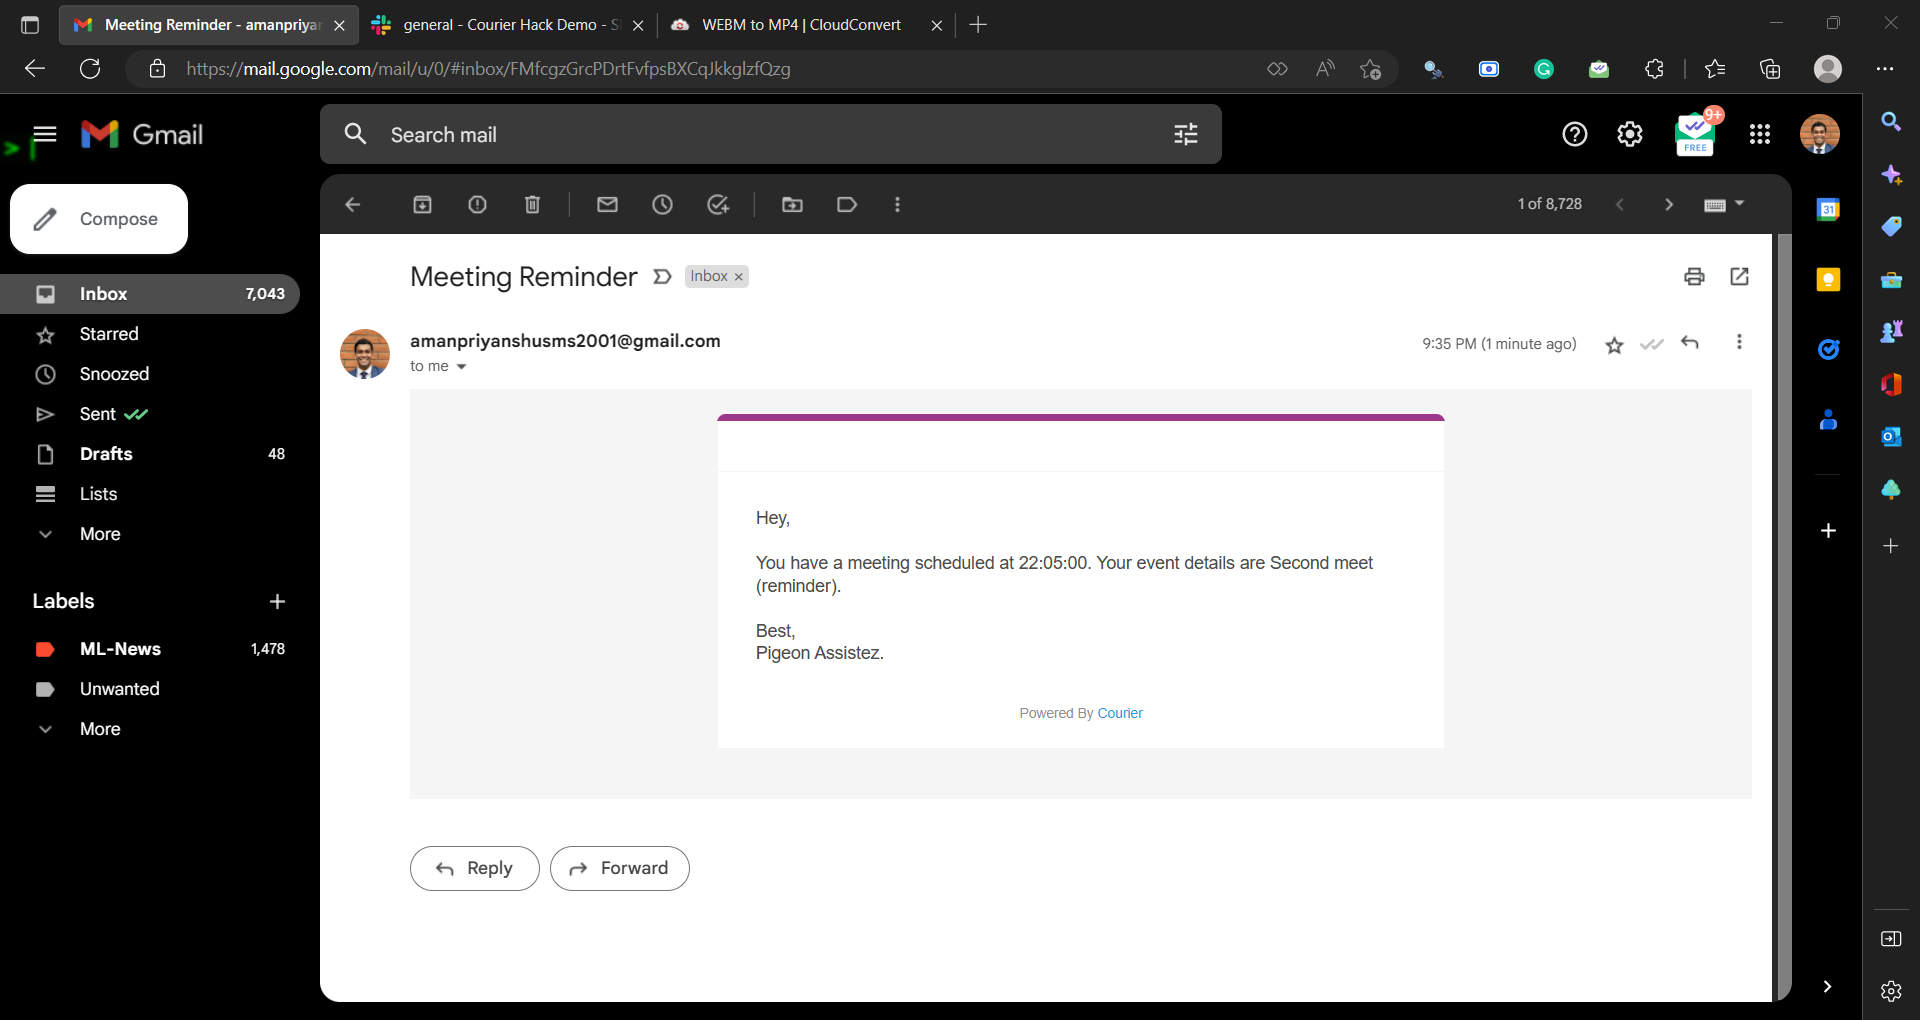 Meeting Reminder - amanpriyar
general - Courier Hack Demo - S
WEBM to MP4 | CloudConvert
https://mail.google.com/mail/u/0/#inbox/FMfcgzGrcPDrtFvfpsBXCqJkkglzfQzg
Gmail
Search mail
9+
FREE
Compose
1 of 8,728
31
Meeting Reminder
Inbox ×
Inbox 7,043
Starred
Snoozed
Sent
Drafts 48
Lists
More
Labels
ML-News 1,478
Unwanted
More
amanpriyanshusms2001@gmail.com
to me
9:35 PM (1 minute ago)
Hey,
You have a meeting scheduled at 22:05:00. Your event details are Second meet
(reminder).
Best,
Pigeon Assistez.
Powered By Courier
Reply
Forward